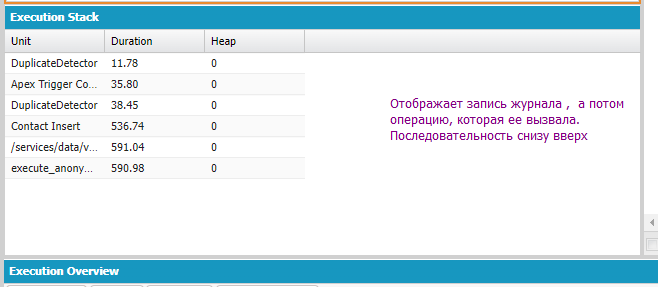 Execution Stack
Unit Duration Heap
DuplicateDetector 11.78 0
Apex Trigger Co... 35.80 0
DuplicateDetector 38.45 0
Contact Insert 536.74 0
/services/data/v... 591.04 0
execute_anony... 590.98 0
Отображает запись журнала , а потом
операцию, которая ее вызвала.
Последовательность снизу вверх
Execution Overview